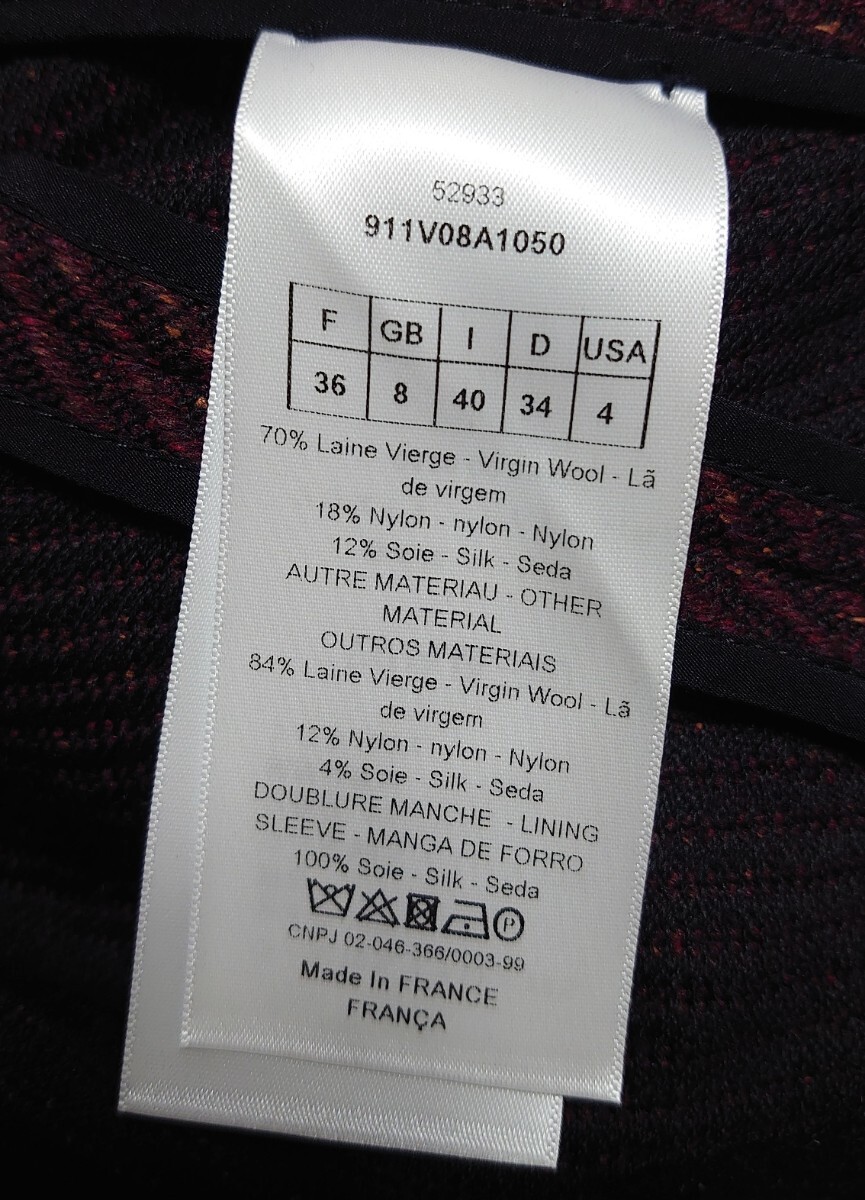 52933
911V08A1050
F GB I D USA
36 8 40 34 4
70% Laine Vierge - Virgin Wool - Lã
de virgem
18% Nylon - nylon - Nylon
12% Soie - Silk - Seda
AUTRE MATERIAU - OTHER
MATERIAL
OUTROS MATERIAIS
84% Laine Vierge - Virgin Wool - Lã
de virgem
12% Nylon - nylon - Nylon
4% Soie - Silk - Seda
DOUBLURE MANCHE - LINING
SLEEVE - MANGA DE FORRO
100% Soie - Silk - Seda
P
CNPJ 02-046-366/0003-99
Made In FRANCE
FRANÇA